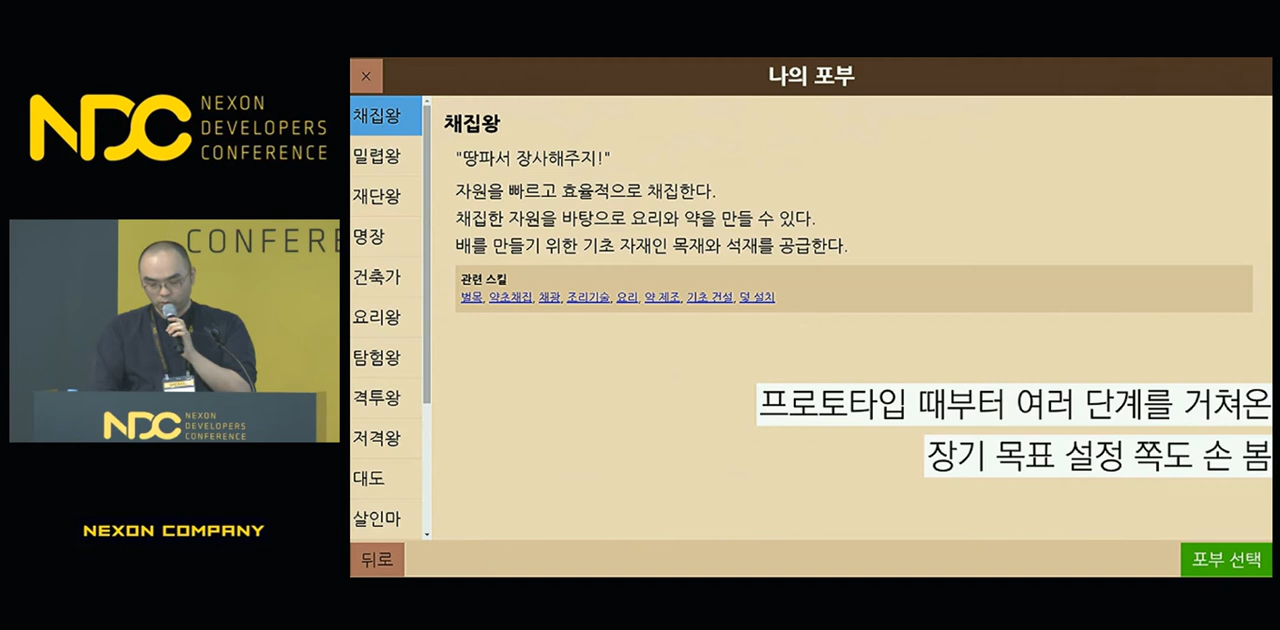 NDC
NEXON
DEVELOPERS
CONFERENCE
CONFERE
NDC
NEXON
DEVELOPERS
CONFERENCE
NEXON COMPANY
×
나의 포부
채집왕
밀렵왕
재단왕
명장
건축가
요리왕
탐험왕
격투왕
저격왕
대도
살인마
채집왕
"땅파서 장사해주지!"
자원을 빠르고 효율적으로 채집한다.
채집한 자원을 바탕으로 요리와 약을 만들 수 있다.
배를 만들기 위한 기초 자재인 목재와 석재를 공급한다.
관련 스킬
벌목, 약초채집, 채광, 조리기술, 요리, 약 제조, 기초 건설, 덫 설치
프로토타입 때부터 여러 단계를 거쳐온
장기 목표 설정 쪽도 손 봄
뒤로
포부 선택